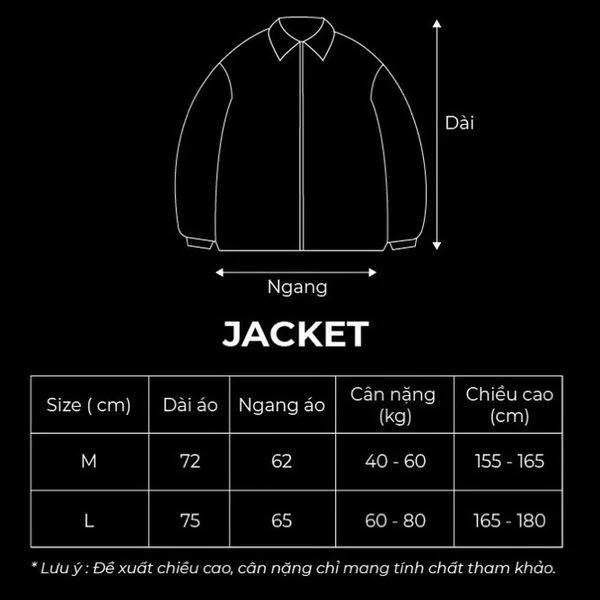 Dài
Ngang
JACKET
Size ( cm) Dài áo Ngang áo Cân nặng (kg) Chiều cao (cm)
M 72 62 40 - 60 155 - 165
L 75 65 60 - 80 165 - 180
* Lưu ý : Đề xuất chiều cao, cân nặng chỉ mang tính chất tham khảo.